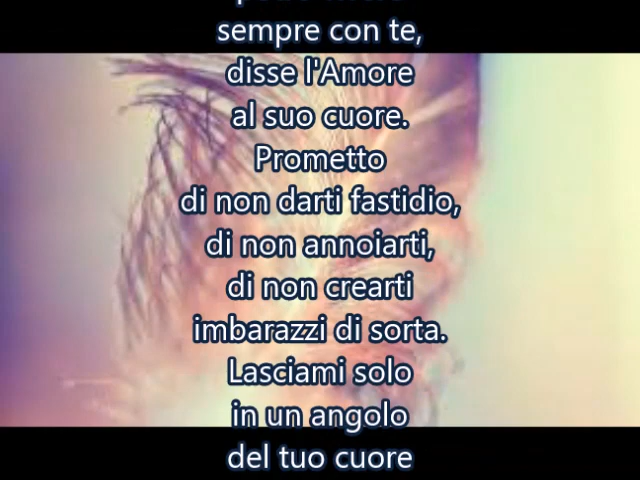 sempre con te,
disse l'Amore
al suo cuore.
Prometto
di non darti fastidio,
di non annoiarti,
di non crearti
imbarazzi di sorta.
Lasciami solo
in un angolo
del tuo cuore